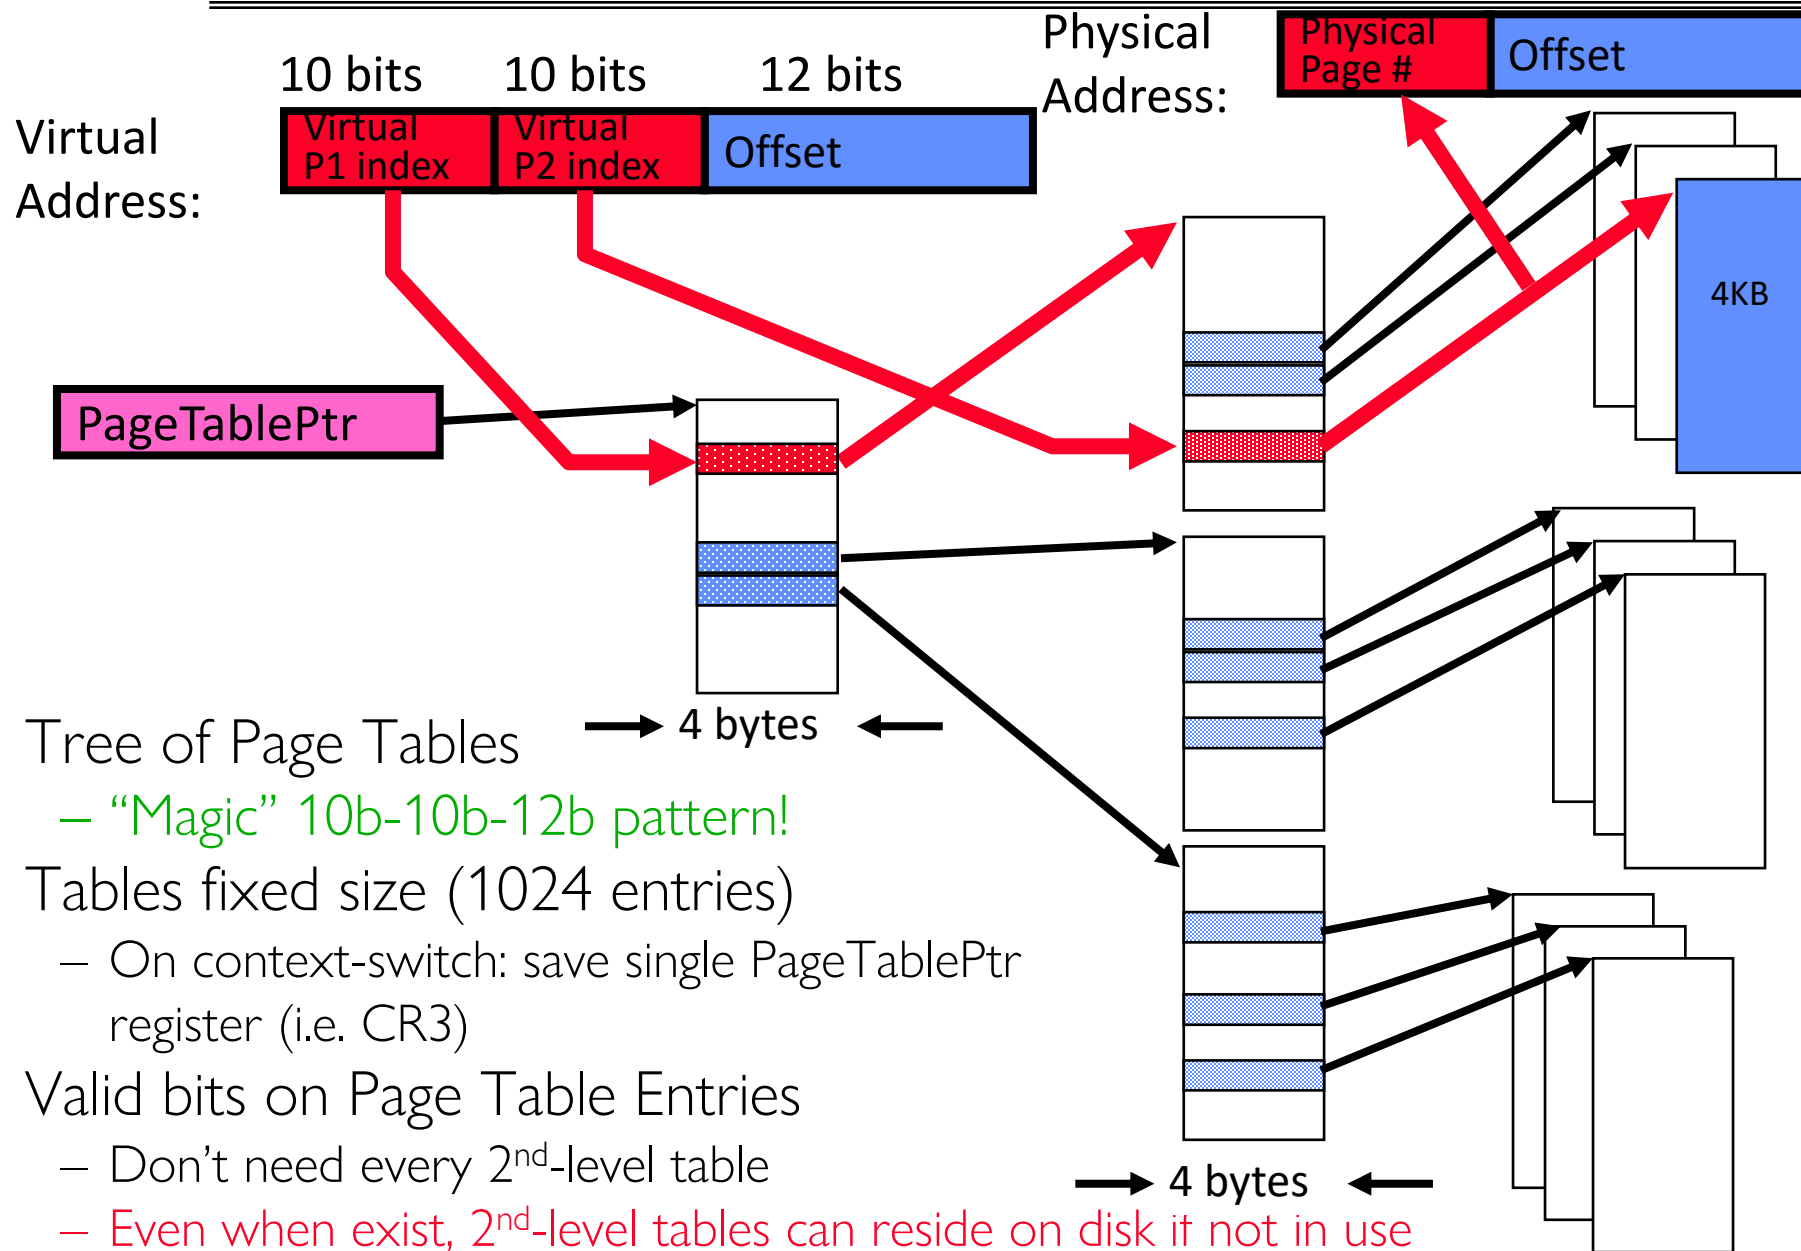 Physical
Address:
Physical
Page #
Offset
10 bits
10 bits
12 bits
Virtual
Address:
Virtual
P1 index
Virtual
P2 index
Offset
4KB
PageTablePtr
4 bytes
Tree of Page Tables
– “Magic” 10b-10b-12b pattern!
Tables fixed size (1024 entries)
– On context-switch: save single PageTablePtr
register (i.e. CR3)
Valid bits on Page Table Entries
– Don’t need every 2nd-level table
4 bytes
– Even when exist, 2nd-level tables can reside on disk if not in use